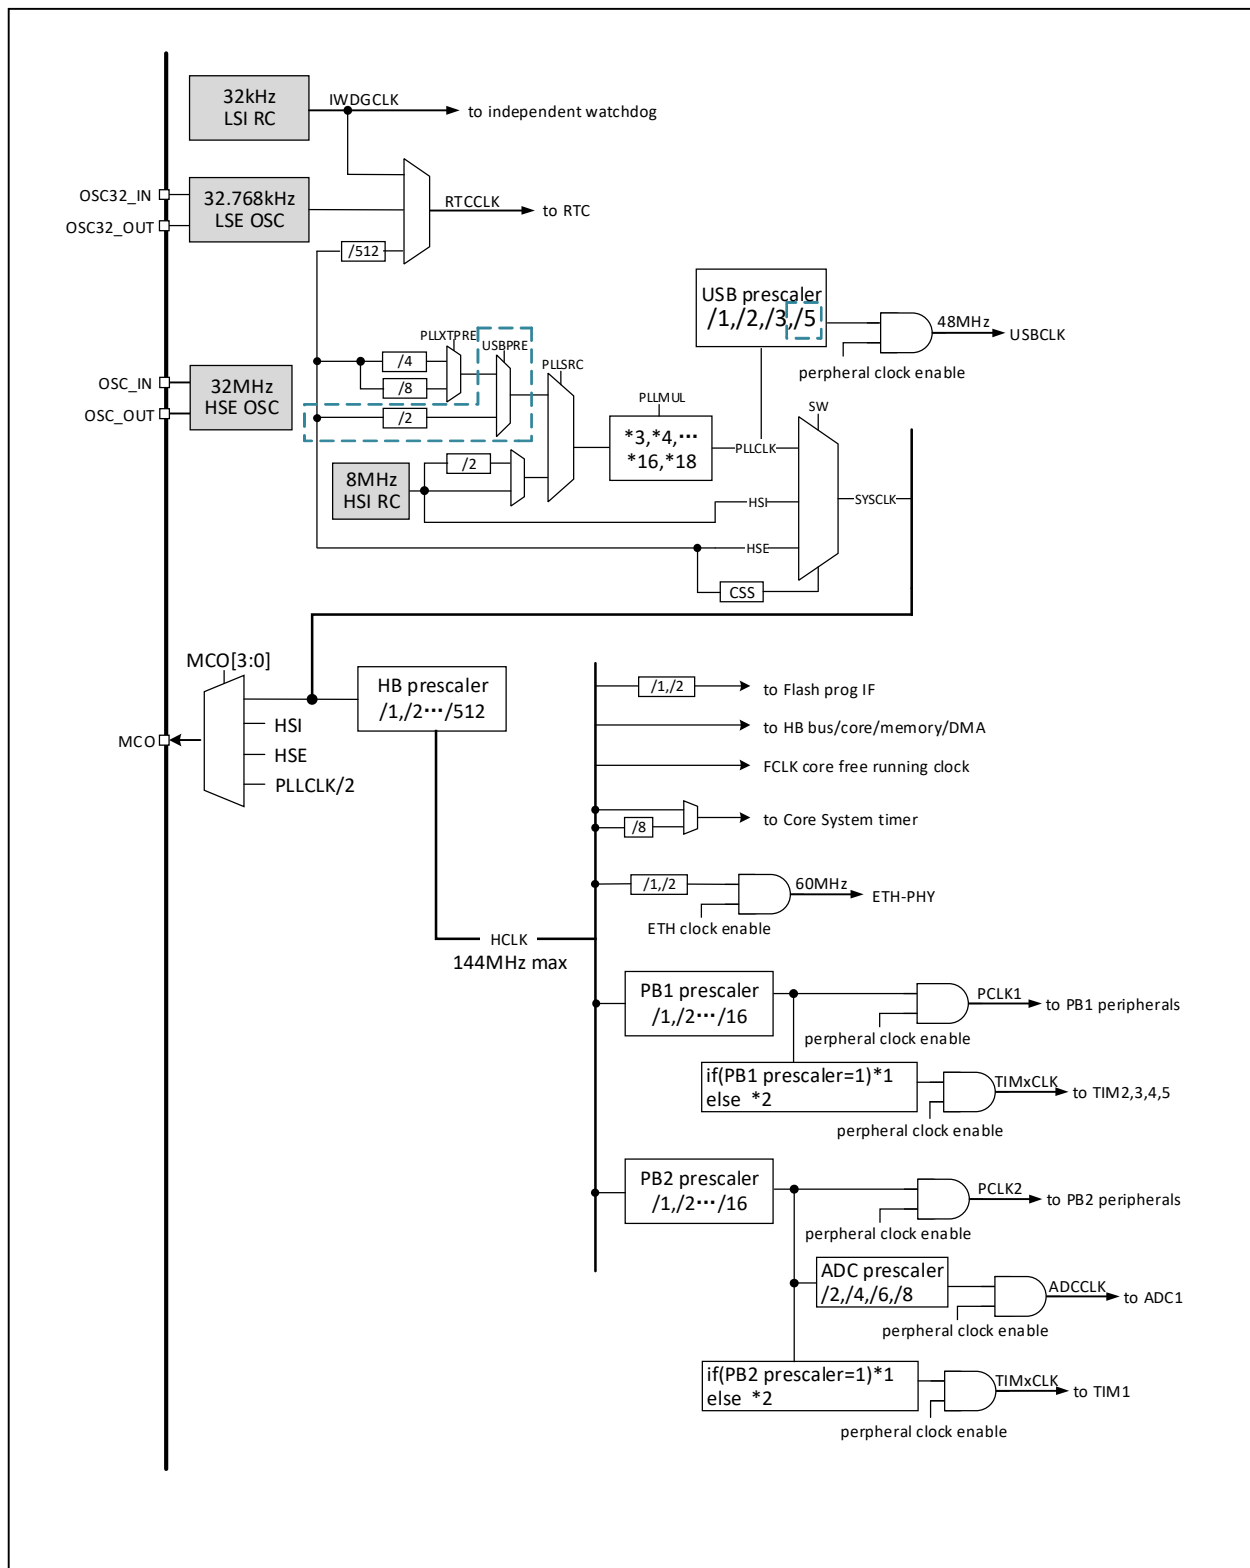 32kHz
LSI RC
IWDGCLK
to independent watchdog
OSC32_IN
OSC32_OUT
32.768kHz
LSE OSC
RTCCLK
to RTC
/512
USB prescaler
/1,/2,/3,/5
48MHz
USBCLK
perpheral clock enable
PLLXTPRE
USBPRE
PLLSRC
/4
/8
/2
OSC_IN
OSC_OUT
32MHz
HSE OSC
PLLMUL
*3,*4,···
*16,*18
PLLCLK
SW
/2
8MHz
HSI RC
HSI
SYSCLK
HSE
CSS
MCO[3:0]
HSI
HSE
PLLCLK/2
MCO
HB prescaler
/1,/2···/512
/1,/2
to Flash prog IF
to HB bus/core/memory/DMA
FCLK core free running clock
/8
to Core System timer
/1,/2
60MHz
ETH-PHY
ETH clock enable
HCLK
144MHz max
PB1 prescaler
/1,/2···/16
PCLK1
to PB1 peripherals
perpheral clock enable
if(PB1 prescaler=1)*1
else *2
TIMxCLK
to TIM2,3,4,5
perpheral clock enable
PB2 prescaler
/1,/2···/16
PCLK2
to PB2 peripherals
perpheral clock enable
ADC prescaler
/2,/4,/6,/8
ADCCLK
to ADC1
perpheral clock enable
if(PB2 prescaler=1)*1
else *2
TIMxCLK
to TIM1
perpheral clock enable